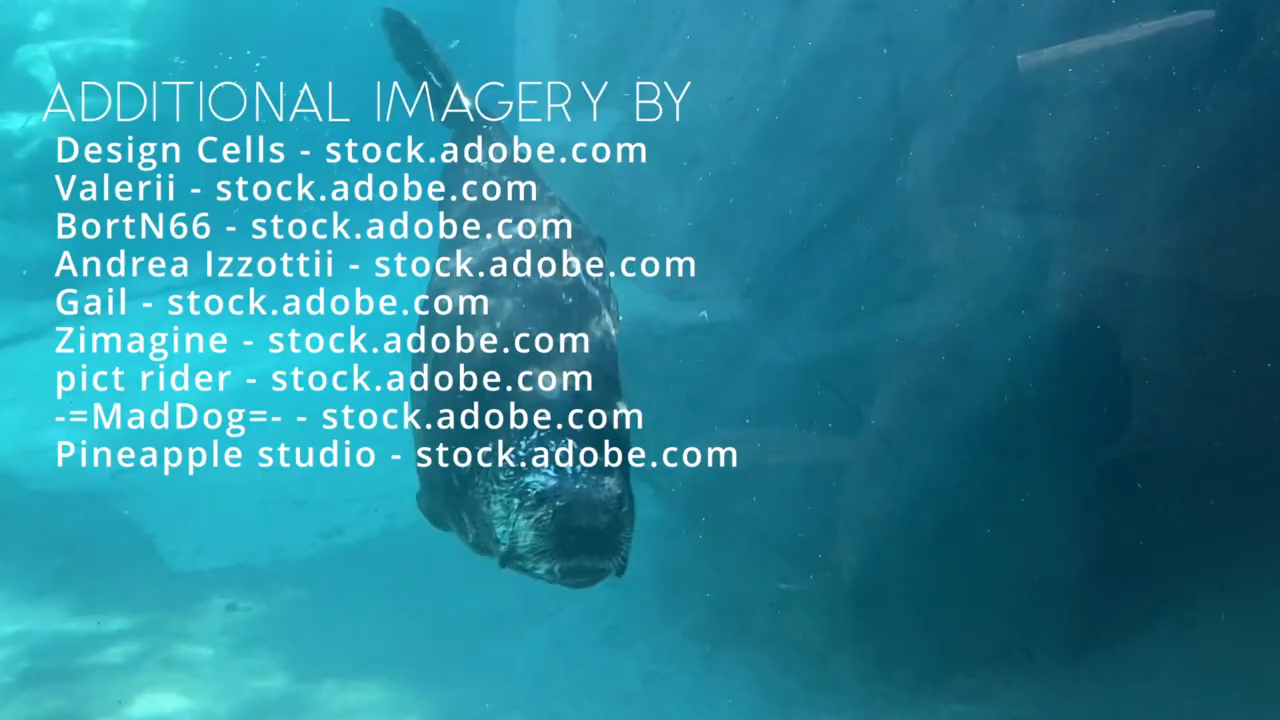 ADDITIONAL IMAGERY BY
Design Cells - stock.adobe.com
Valerii - stock.adobe.com
BortN66 - stock.adobe.com
Andrea Izzottii - stock.adobe.com
Gail - stock.adobe.com
Zimagine - stock.adobe.com
pict rider - stock.adobe.com
-=MadDog=- - stock.adobe.com
Pineapple studio - stock.adobe.com